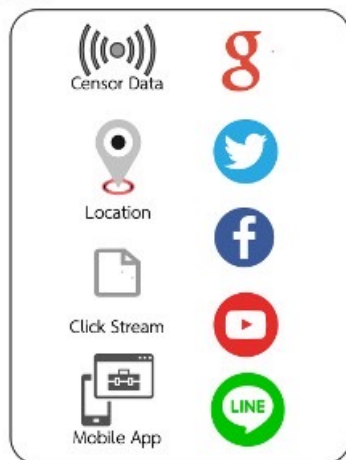 Censor Data
g
Location
f
Click Stream
LINE
Mobile App